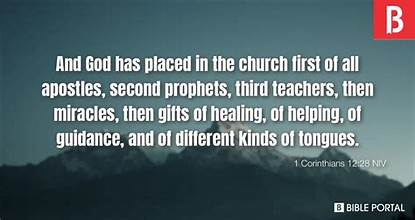 B
And God has placed in the church first of all
apostles, second prophets, third teachers, then
miracles, then gifts of healing, of helping, of
guidance, and of different kinds of tongues.
1 Corinthians 12:28 NIV
B BIBLE PORTAL